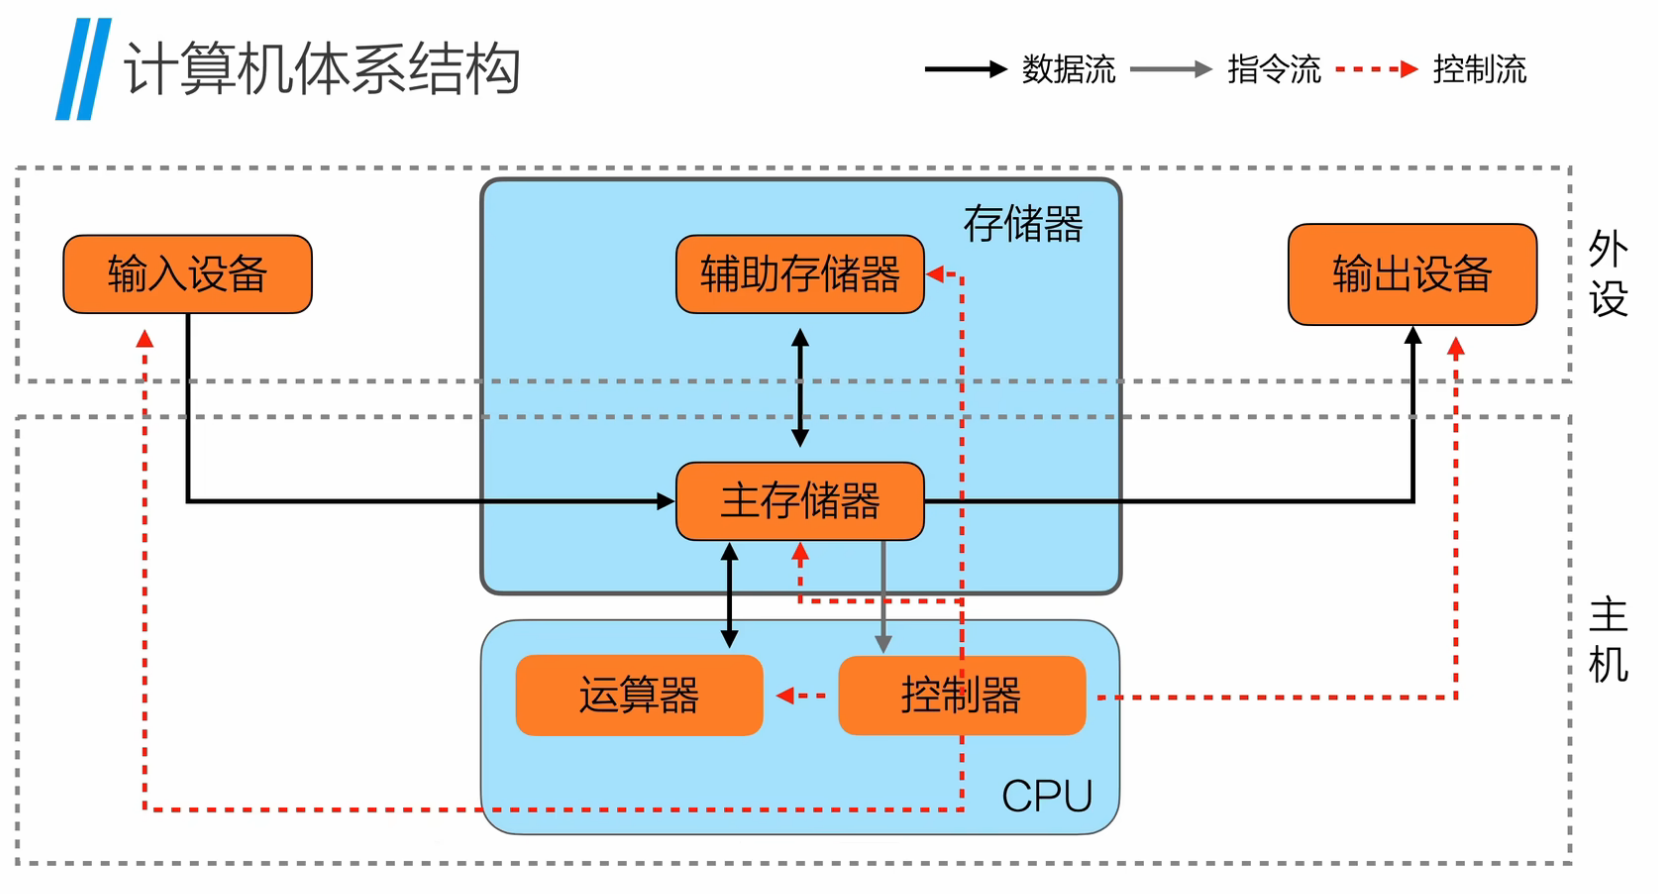 计算机体系结构
数据流
指令流
控制流
存储器
输入设备
辅助存储器
输出设备
外设
主存储器
主机
运算器
控制器
CPU